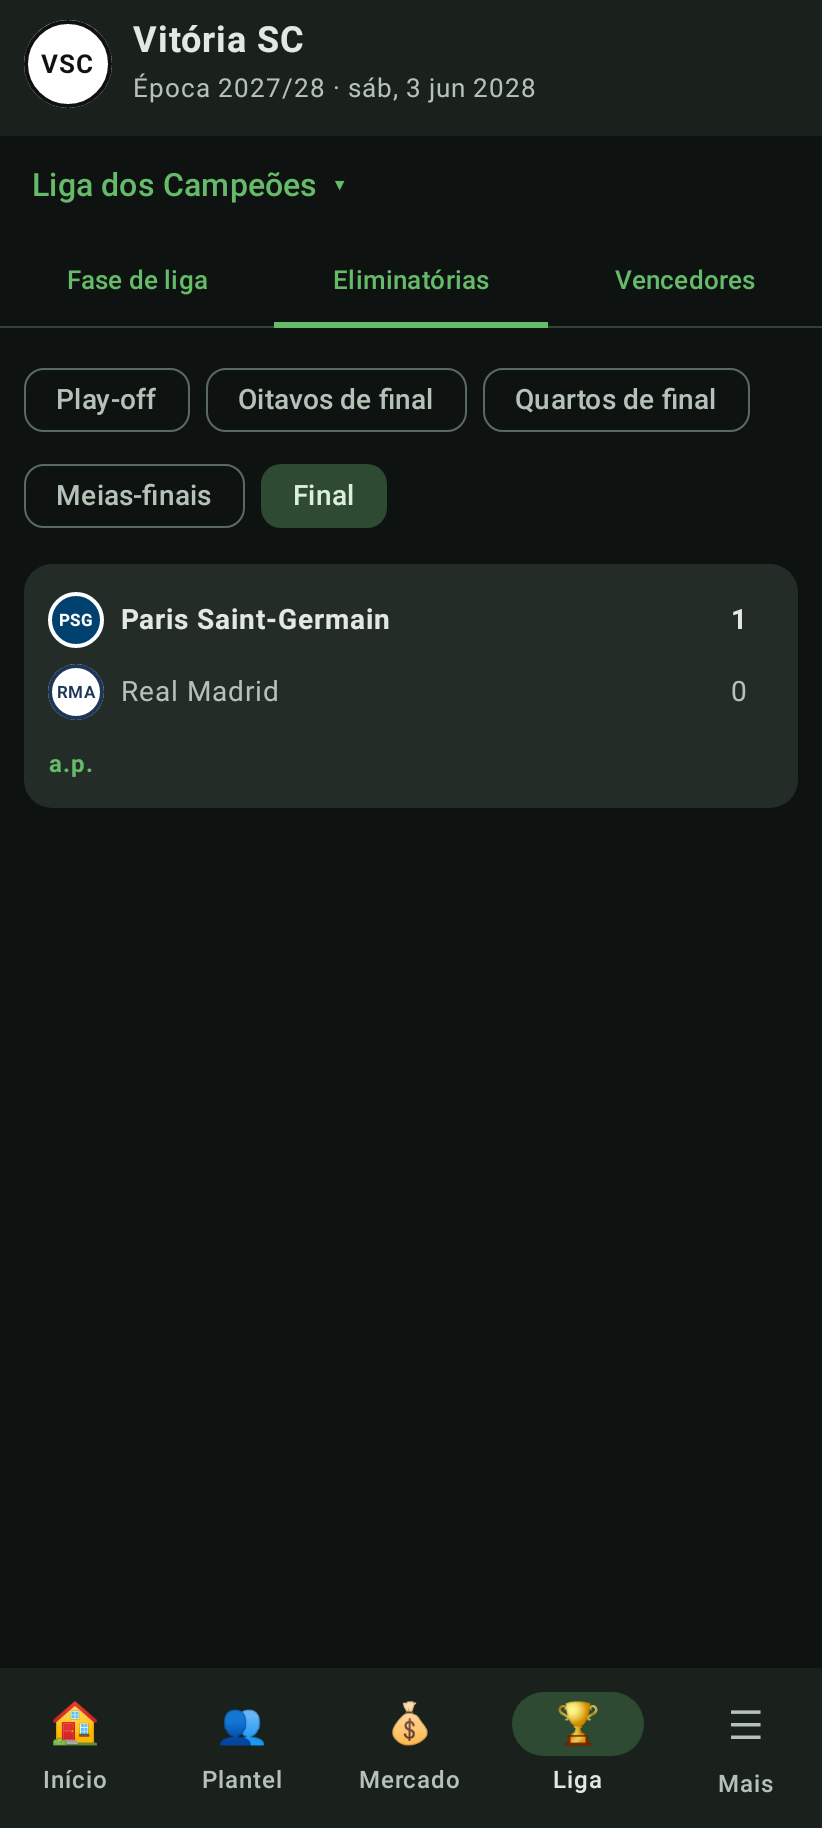 VSC
Vitória SC
Época 2027/28 · sáb, 3 jun 2028
Liga dos Campeões ▾
Fase de liga
Eliminatórias
Vencedores
Play-off
Oitavos de final
Quartos de final
Meias-finais
Final
PSG Paris Saint-Germain 1
RMA Real Madrid 0
a.p.
Início
Plantel
Mercado
Liga
Mais